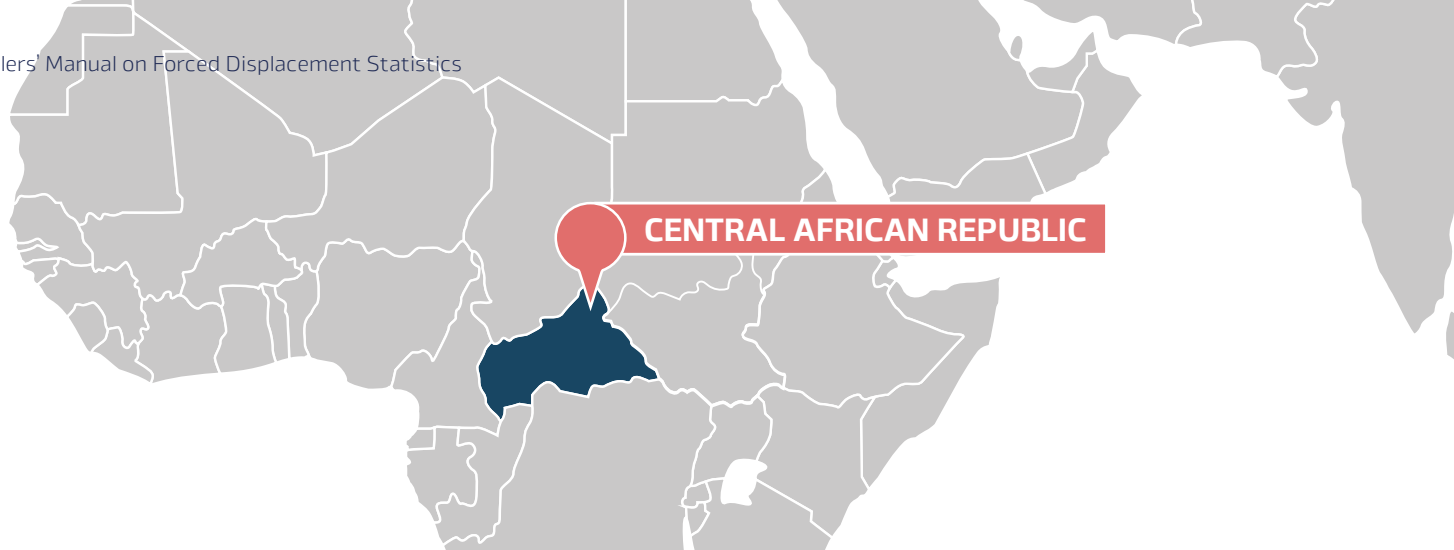 lers' Manual on Forced Displacement Statistics
CENTRAL AFRICAN REPUBLIC